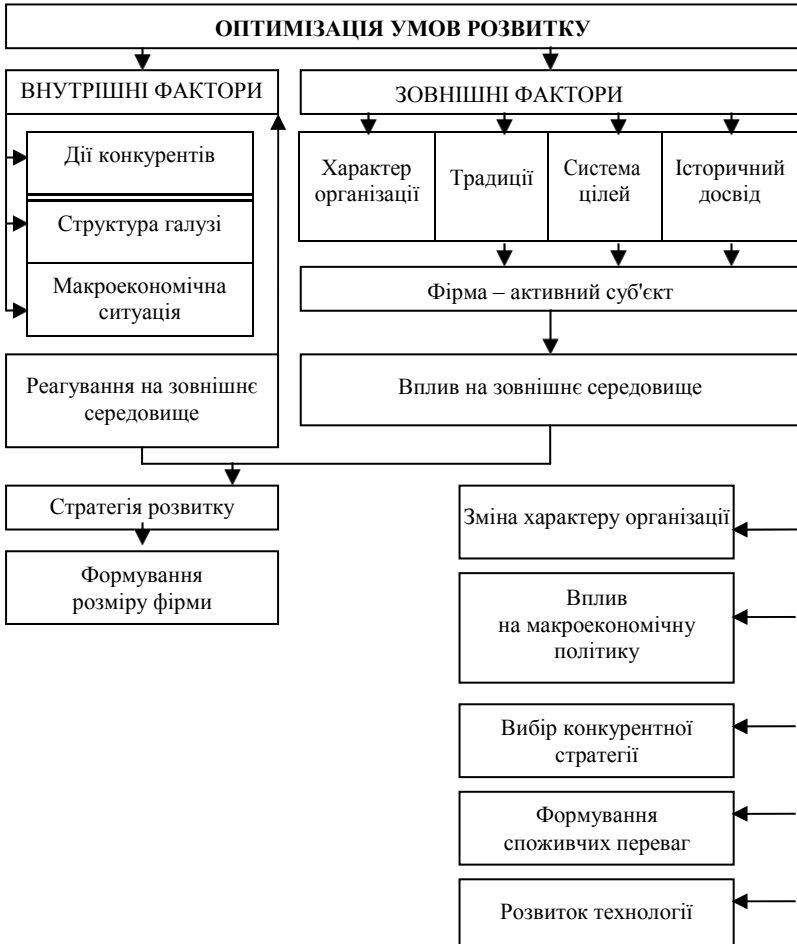 ОПТИМІЗАЦІЯ УМОВ РОЗВИТКУ
ВНУТРІШНІ ФАКТОРИ
ЗОВНІШНІ ФАКТОРИ
Дії конкурентів
Структура галузі
Макроекономічна
ситуація
Характер
організації
Традиції
Система
цілей
Історичний
досвід
Фірма – активний суб'єкт
Реагування на зовнішнє
середовище
Вплив на зовнішнє середовище
Стратегія розвитку
Формування
розміру фірми
Зміна характеру організації
Вплив
на макроекономічну
політику
Вибір конкурентної
стратегії
Формування
споживчих переваг
Розвиток технології